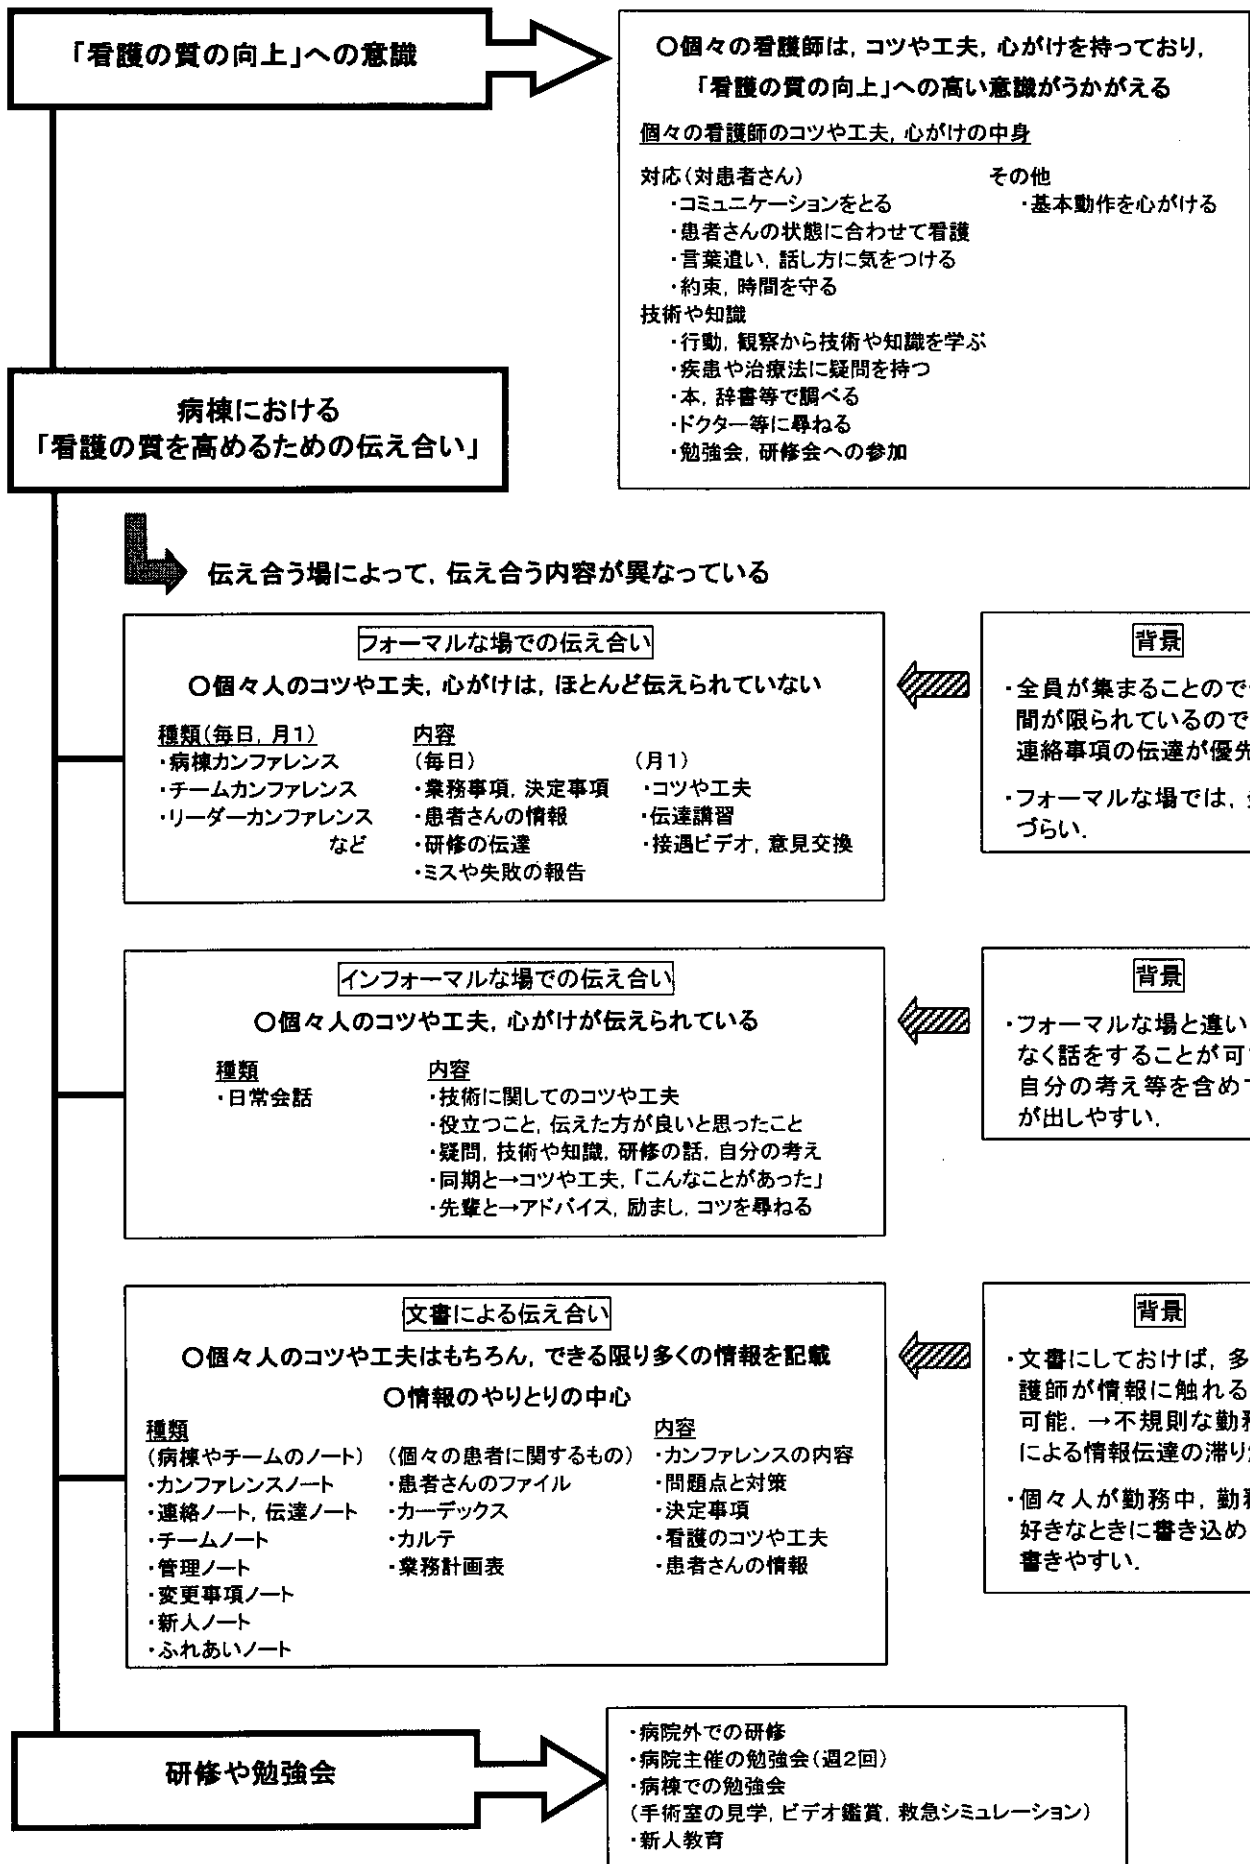 「看護の質の向上」への意識
○個々の看護師は，コツや工夫，心がけを持っており，
「看護の質の向上」への高い意識がうかがえる
個々の看護師のコツや工夫，心がけの中身
対応（対患者さん）
・コミュニケーションをとる
・患者さんの状態に合わせて看護
・言葉遣い，話し方に気をつける
・約束，時間を守る
その他
・基本動作を心がける
技術や知識
・行動，観察から技術や知識を学ぶ
・疾患や治療法に疑問を持つ
・本，辞書等で調べる
・ドクター等に尋ねる
・勉強会，研修会への参加
病棟における
「看護の質を高めるための伝え合い」
伝え合う場によって，伝え合う内容が異なっている
フォーマルな場での伝え合い
○個々人のコツや工夫，心がけは，ほとんど伝えられていない
種類（毎日，月1）
・病棟カンファレンス
・チームカンファレンス
・リーダーカンファレンス
など
内容
（毎日）
・業務事項，決定事項
・患者さんの情報
・研修の伝達
・ミスや失敗の報告
（月1）
・コツや工夫
・伝達講習
・接遇ビデオ，意見交換
背景
・全員が集まることので
間が限られているので
連絡事項の伝達が優先
・フォーマルな場では，
づらい．
インフォーマルな場での伝え合い
○個々人のコツや工夫，心がけが伝えられている
種類
・日常会話
内容
・技術に関してのコツや工夫
・役立つこと，伝えた方が良いと思ったこと
・疑問，技術や知識，研修の話，自分の考え
・同期と→コツや工夫，「こんなことがあった」
・先輩と→アドバイス，励まし，コツを尋ねる
背景
・フォーマルな場と違い
なく話をすることが可
自分の考え等を含め
が出しやすい．
文書による伝え合い
○個々人のコツや工夫はもちろん，できる限り多くの情報を記載
○情報のやりとりの中心
種類
（病棟やチームのノート）
・カンファレンスノート
・連絡ノート，伝達ノート
・チームノート
・管理ノート
・変更事項ノート
・新人ノート
・ふれあいノート
（個々の患者に関するもの）
・患者さんのファイル
・カーデックス
・カルテ
・業務計画表
内容
・カンファレンスの内容
・問題点と対策
・決定事項
・看護のコツや工夫
・患者さんの情報
背景
・文書にしておけば，多
護師が情報に触れる
可能．→不規則な勤務
による情報伝達の滞り
・個々人が勤務中，勤務
好きなときに書き込め
書きやすい．
研修や勉強会
・病院外での研修
・病院主催の勉強会（週2回）
・病棟での勉強会
（手術室の見学，ビデオ鑑賞，救急シミュレーション）
・新人教育